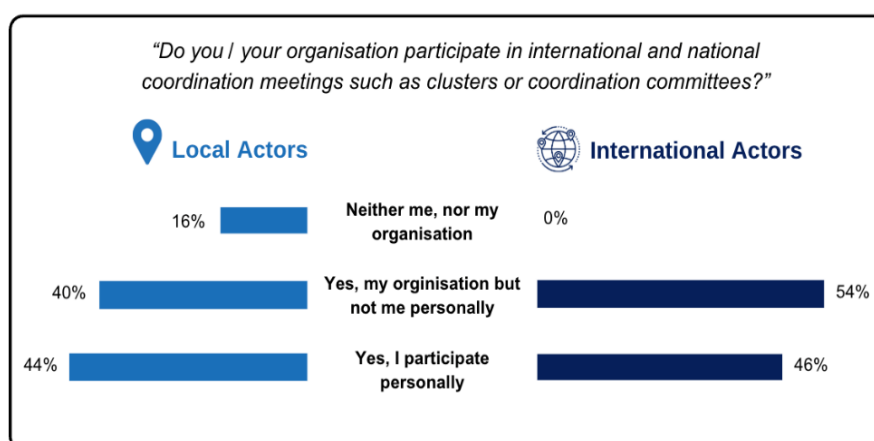 “Do you / your organisation participate in international and national
coordination meetings such as clusters or coordination committees?”
Local Actors
International Actors
16%
Neither me, nor my
organisation
0%
40%
Yes, my orginisation but
not me personally
54%
44%
Yes, I participate
personally
46%